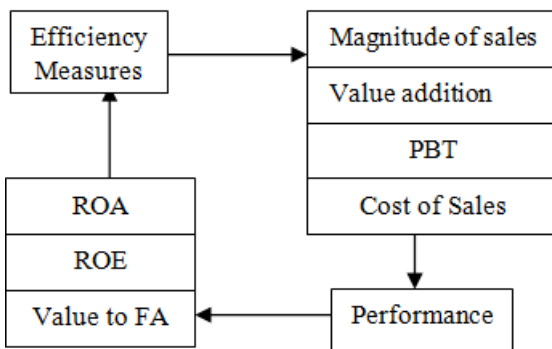 Efficiency
Measures
Magnitude of sales
Value addition
PBT
Cost of Sales
ROA
ROE
Value to FA
Performance